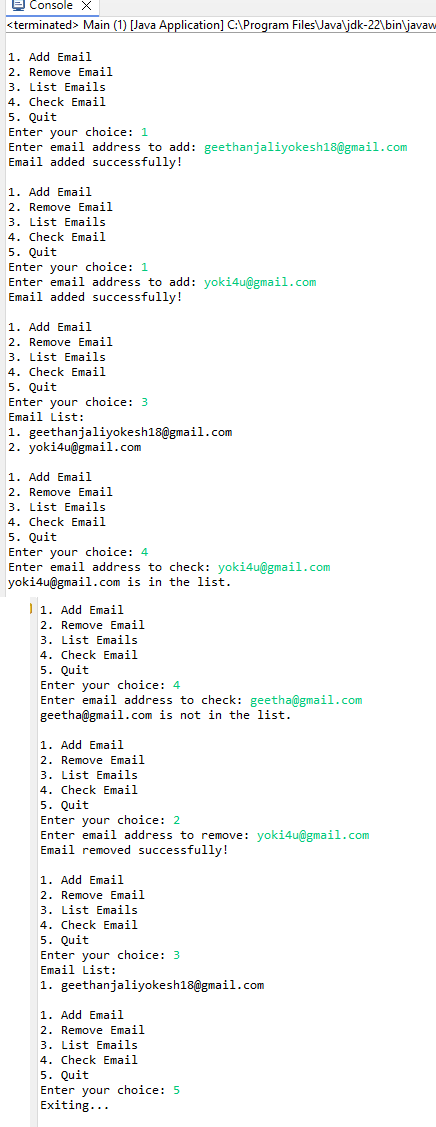 Console
<terminated> Main (1) [Java Application] C:\Program Files\Java\jdk-22\bin\javaw
1. Add Email
2. Remove Email
3. List Emails
4. Check Email
5. Quit
Enter your choice: 1
Enter email address to add: geethanjaliyokesh18@gmail.com
Email added successfully!
1. Add Email
2. Remove Email
3. List Emails
4. Check Email
5. Quit
Enter your choice: 1
Enter email address to add: yoki4u@gmail.com
Email added successfully!
1. Add Email
2. Remove Email
3. List Emails
4. Check Email
5. Quit
Enter your choice: 3
Email List:
1. geethanjaliyokesh18@gmail.com
2. yoki4u@gmail.com
1. Add Email
2. Remove Email
3. List Emails
4. Check Email
5. Quit
Enter your choice: 4
Enter email address to check: yoki4u@gmail.com
yoki4u@gmail.com is in the list.
1. Add Email
2. Remove Email
3. List Emails
4. Check Email
5. Quit
Enter your choice: 4
Enter email address to check: geetha@gmail.com
geetha@gmail.com is not in the list.
1. Add Email
2. Remove Email
3. List Emails
4. Check Email
5. Quit
Enter your choice: 2
Enter email address to remove: yoki4u@gmail.com
Email removed successfully!
1. Add Email
2. Remove Email
3. List Emails
4. Check Email
5. Quit
Enter your choice: 3
Email List:
1. geethanjaliyokesh18@gmail.com
1. Add Email
2. Remove Email
3. List Emails
4. Check Email
5. Quit
Enter your choice: 5
Exiting...